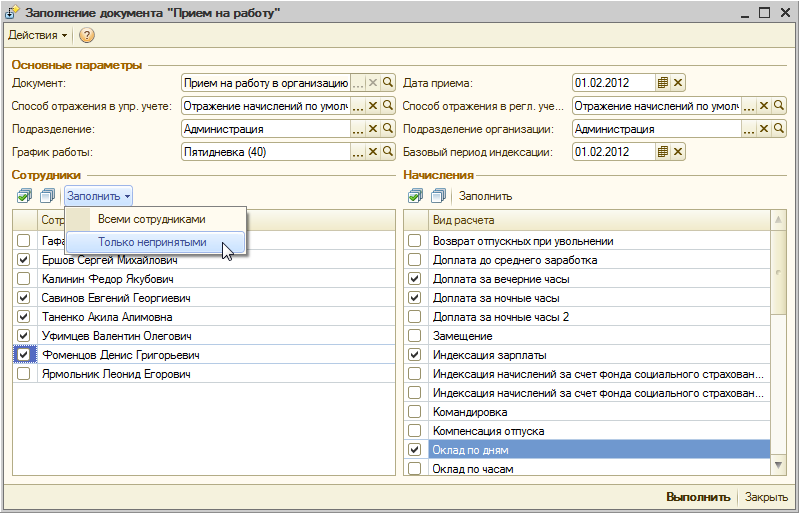 Заполнение документа "Прием на работу"
Действия
Основные параметры
Документ: Прием на работу в организацию ... Дата приема: 01.02.2012
Способ отражения в упр. учете: Отражение начислений по умолч ... Способ отражения в регл. уче... Отражение начислений по умолч ...
Подразделение: Администрация ... Подразделение организации: Администрация ...
График работы: Пятидневка (40) ... Базовый период индексации: 01.02.2012
Сотрудники Начисления
Заполнить Заполнить
Всеми сотрудниками
Только непринятыми
Вид расчета
Возврат отпускных при увольнении
Ершов Сергей Михайлович Доплата до среднего заработка
Калинин Федор Якубович Доплата за вечерние часы
Савинов Евгений Георгиевич Доплата за ночные часы
Таненко Акила Алимовна Доплата за ночные часы 2
Уфимцев Валентин Олегович Замещение
Фоменцов Денис Григорьевич Индексация зарплаты
Ярмольник Леонид Егорович Индексация начислений за счет фонда социального страхован...
Индексация начислений за счет фонда социального страхован...
Командировка
Компенсация отпуска
Оклад по дням
Оклад по часам
Выполнить Закрыть